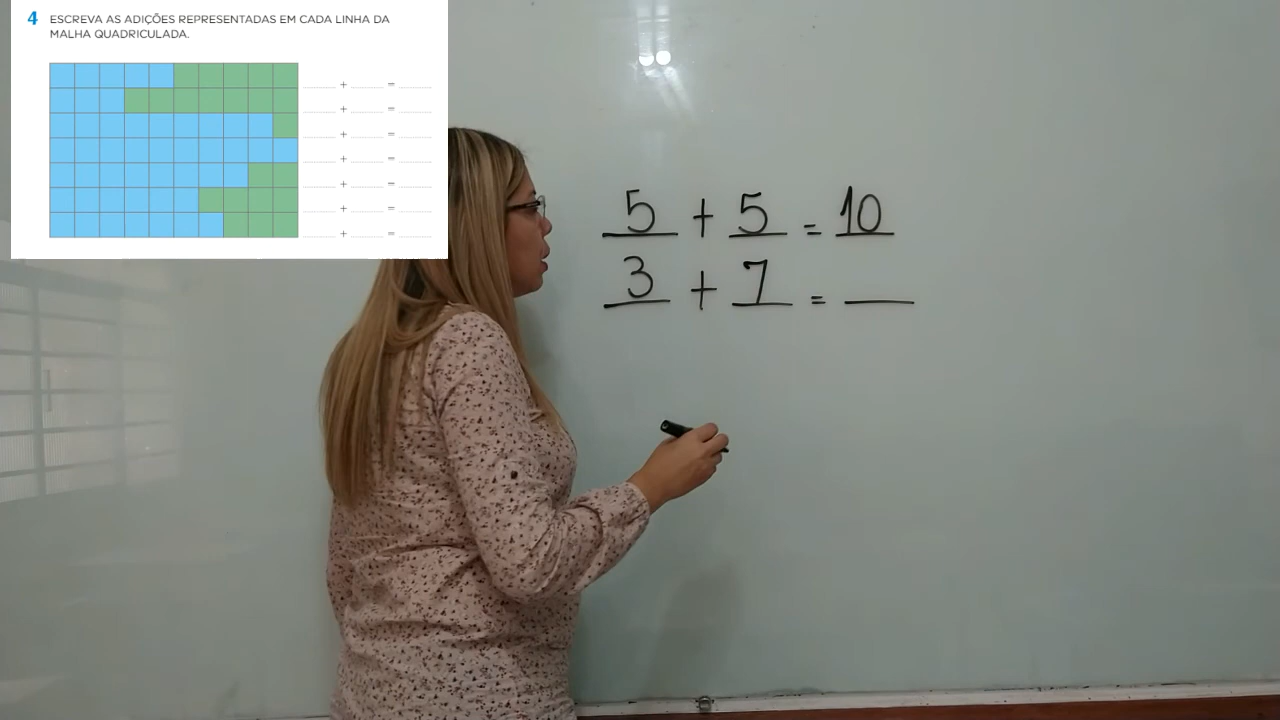 4 ESCREVA AS ADIÇÕES REPRESENTADAS EM CADA LINHA DA
MALHA QUADRICULADA.
+ =
+ =
+ =
+ =
+ =
+ =
+ =
5 + 5 = 10
3 + 7 =